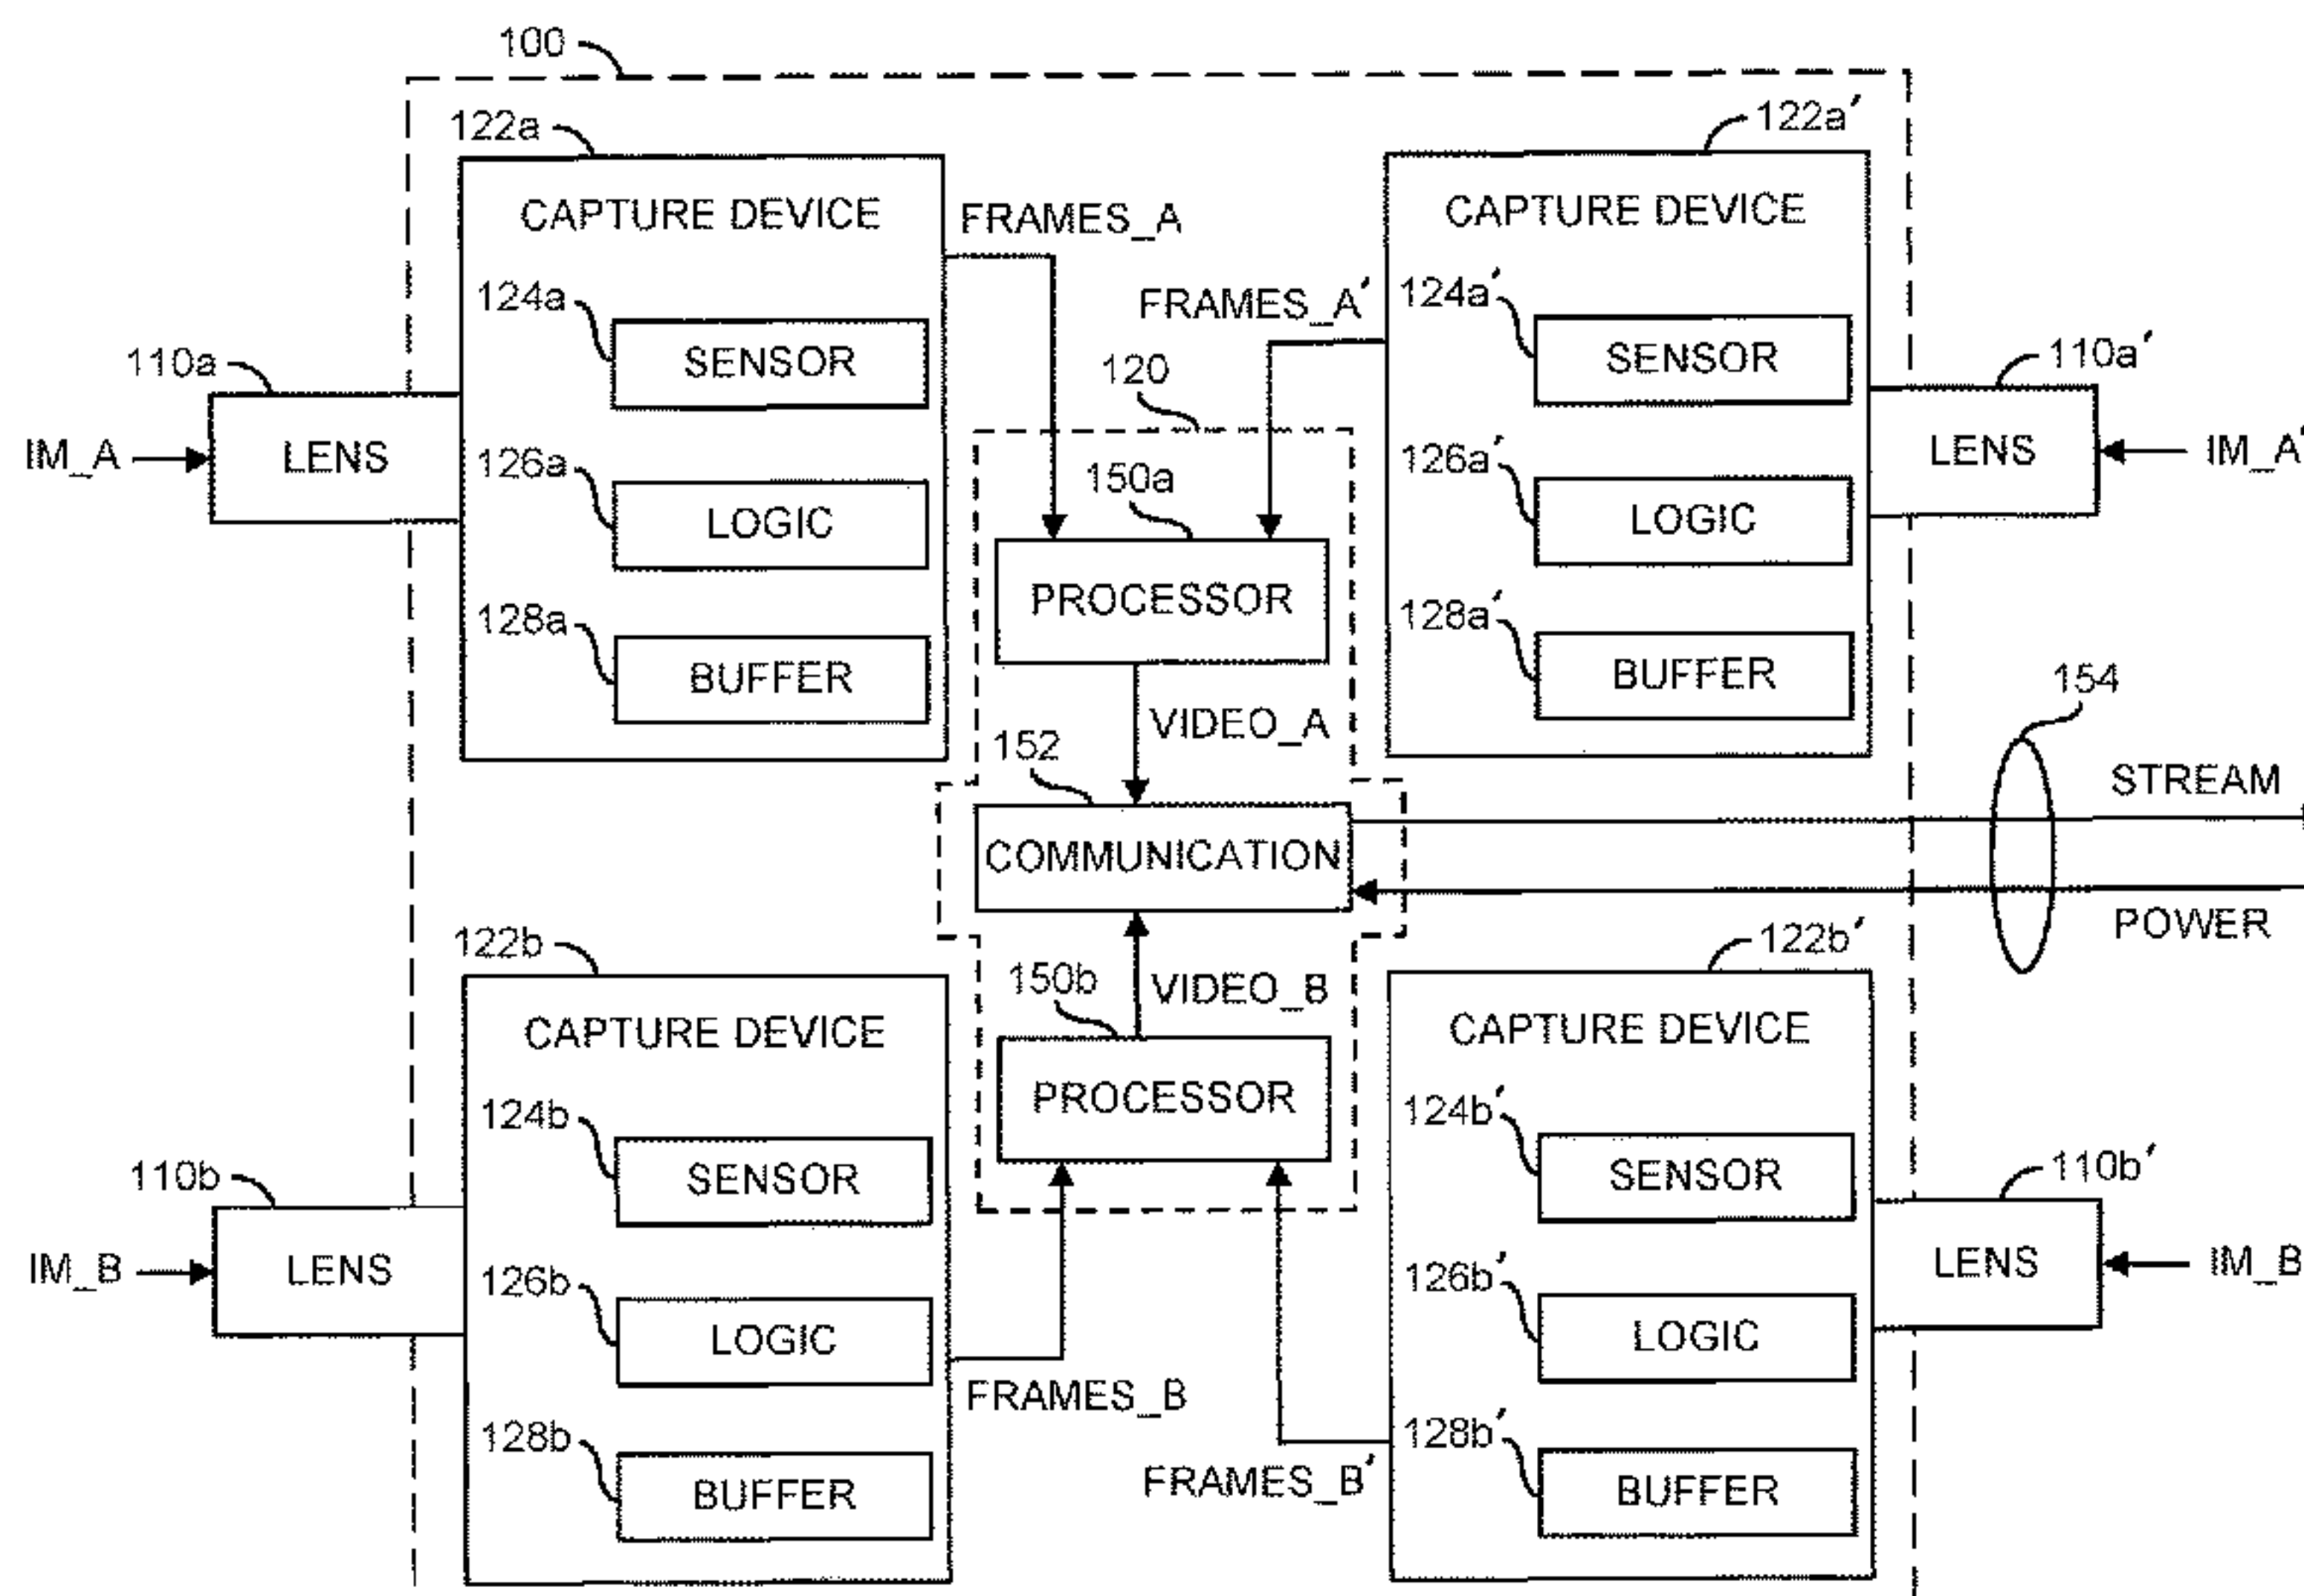 100
122a
122a′
CAPTURE DEVICE
FRAMES_A
CAPTURE DEVICE
124a
FRAMES_A′
124a′
SENSOR
SENSOR
110a
120
110a′
IM_A
LENS
126a
150a
126a′
LENS
IM_A′
LOGIC
LOGIC
128a
PROCESSOR
128a′
BUFFER
BUFFER
154
152
VIDEO_A
STREAM
COMMUNICATION
POWER
122b
122b′
150b
VIDEO_B
CAPTURE DEVICE
CAPTURE DEVICE
124b
PROCESSOR
124b′
SENSOR
SENSOR
110b
110b′
IM_B
LENS
126b
126b′
LENS
IM_B
LOGIC
LOGIC
FRAMES_B
128b
128b′
FRAMES_B′
BUFFER
BUFFER